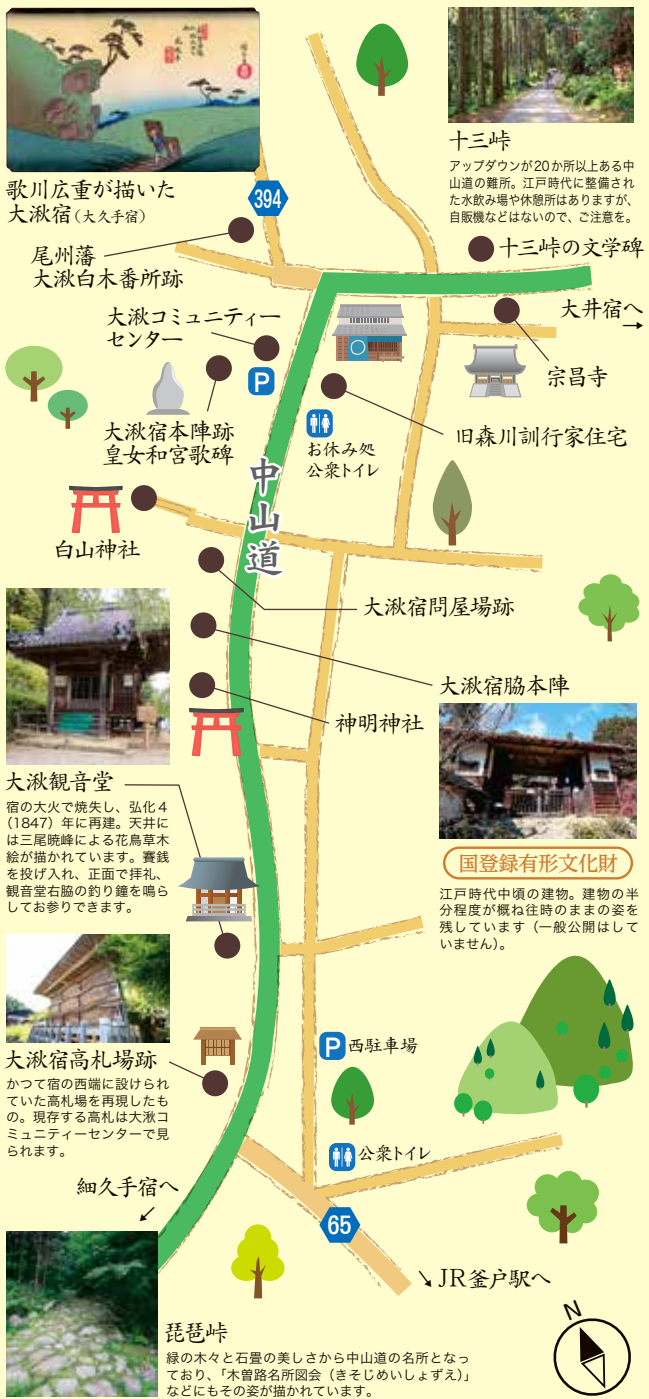 歌川広重が描いた
大湫宿（大久手宿）
394
十三峠
アップダウンが20か所以上ある中
山道の難所。江戸時代に整備され
た水飲み場や休憩所はありますが、
自販機などはないので、ご注意を。
十三峠の文学碑
尾州藩
大湫白木番所跡
大井宿へ
→
大湫コミュニティー
センター
P
宗昌寺
大湫宿本陣跡
皇女和宮歌碑
旧森川訓行家住宅
お休み処
公衆トイレ
中山道
白山神社
大湫宿問屋場跡
大湫宿脇本陣
神明神社
国登録有形文化財
江戸時代中頃の建物。建物の半
分程度が概ね往時のままの姿を
残しています（一般公開はして
いません）。
大湫観音堂
宿の大火で焼失し、弘化4
（1847）年に再建。天井に
は三尾暁峰による花鳥草木
絵が描かれています。賽銭
を投げ入れ、正面で拝礼、
観音堂右脇の釣り鐘を鳴ら
してお参りできます。
大湫宿高札場跡
かつて宿の西端に設けられ
ていた高札場を再現したも
の。現存する高札は大湫コ
ミュニティーセンターで見
られます。
P 西駐車場
公衆トイレ
細久手宿へ
↙
65
↘ JR釜戸駅へ
琵琶峠
緑の木々と石畳の美しさから中山道の名所となっ
ており、「木曽路名所図会（きそじめいしょずえ）」
などにもその姿が描かれています。
N